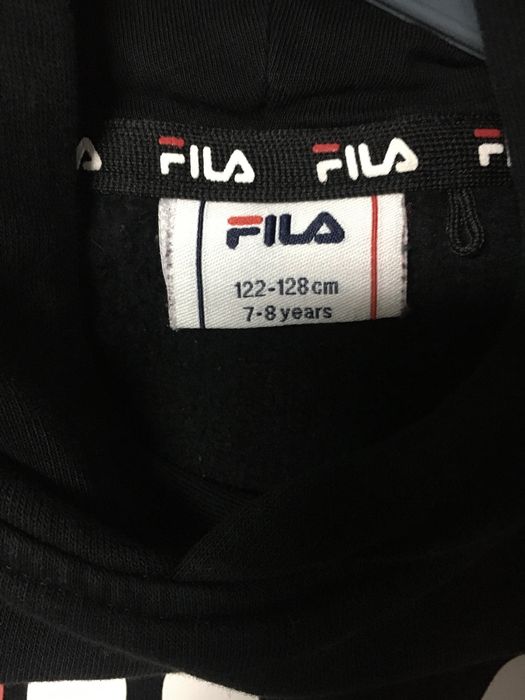 FILA FILA F
FILA
122-128cm
7-8 years